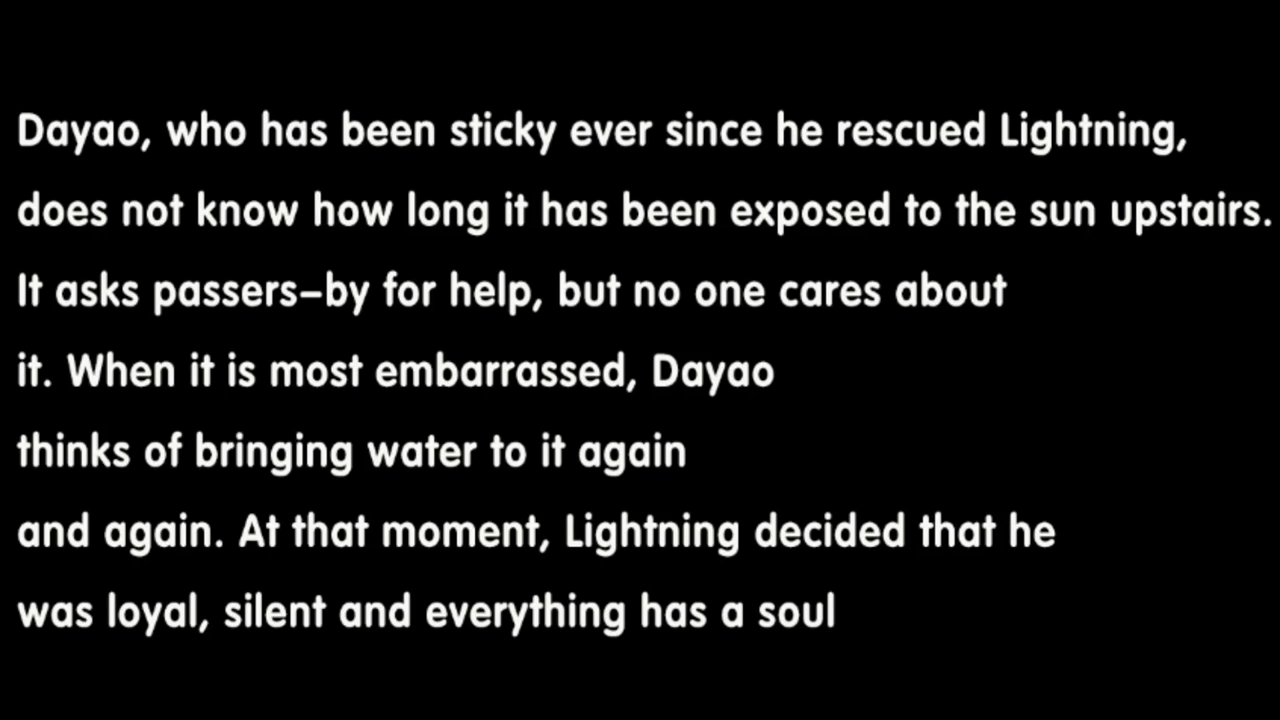 Dayao, who has been sticky ever since he rescued Lightning,
does not know how long it has been exposed to the sun upstairs.
It asks passers-by for help, but no one cares about
it. When it is most embarrassed, Dayao
thinks of bringing water to it again
and again. At that moment, Lightning decided that he
was loyal, silent and everything has a soul